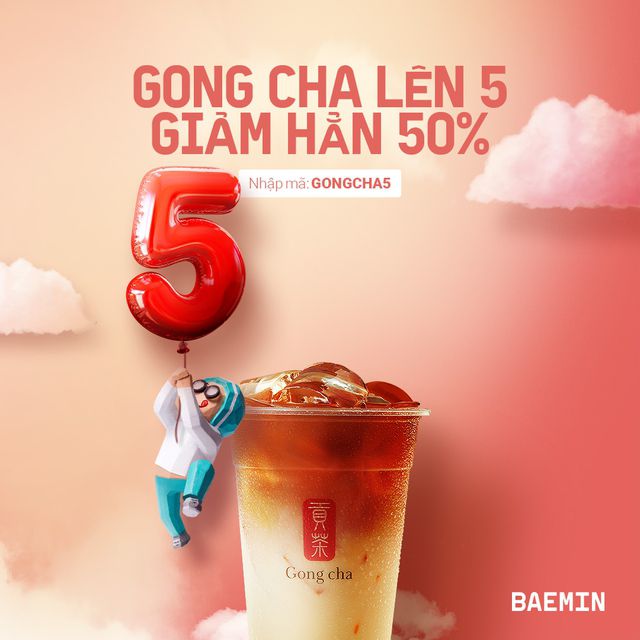 GONG CHA LÊN 5
GIẢM HẲN 50%
Nhập mã: GONGCHA5
5
貢茶
Gong cha
BAEMIN